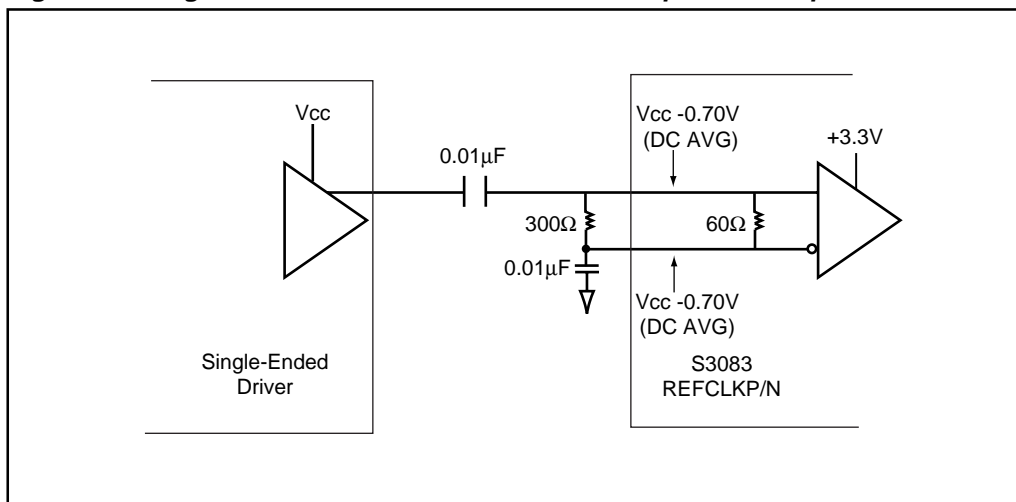 Vcc
0.01µF
Vcc -0.70V
(DC AVG)
+3.3V
300Ω
60Ω
0.01µF
Vcc -0.70V
(DC AVG)
Single-Ended
Driver
S3083
REFCLKP/N